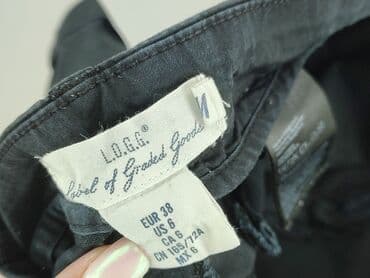 L.O.G.G.®
Label of Graded Goods
EUR 38
US 6
CA 6
CN 165/72A
MX 6